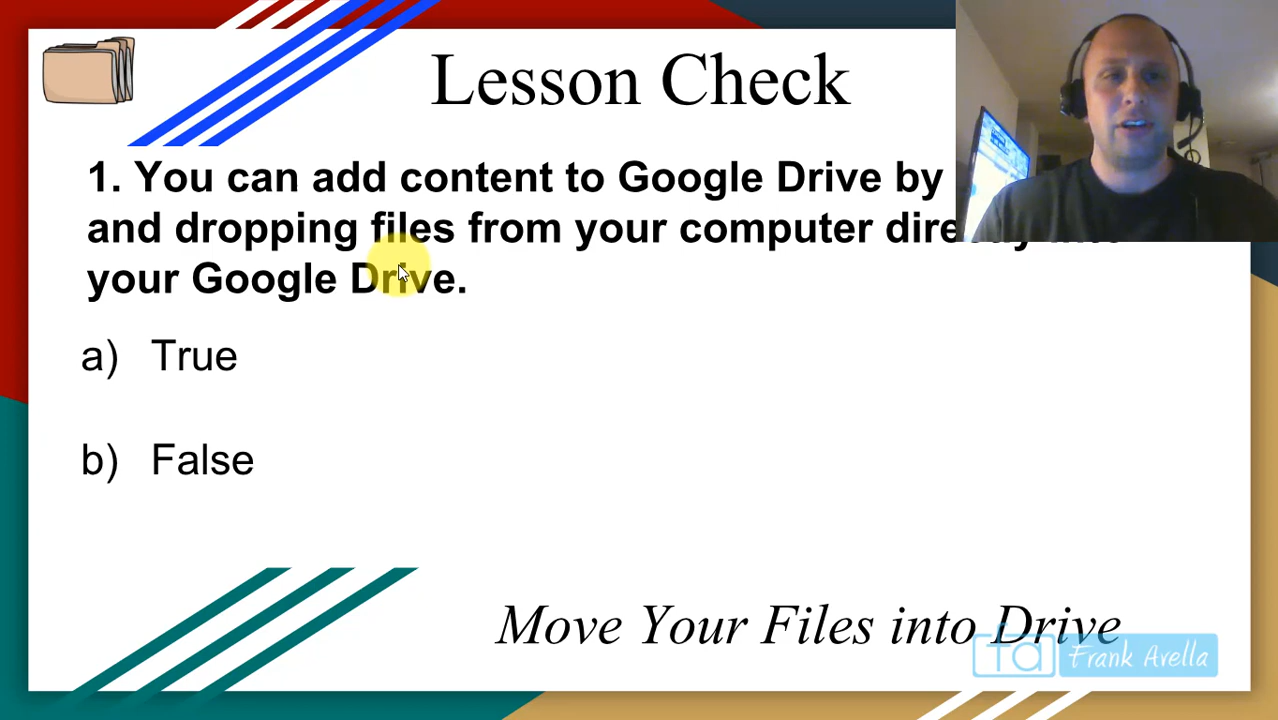 Lesson Check
1. You can add content to Google Drive by
and dropping files from your computer
your Google Drive.
a) True
b) False
Move Your Files into Drive
fa Frank Avella